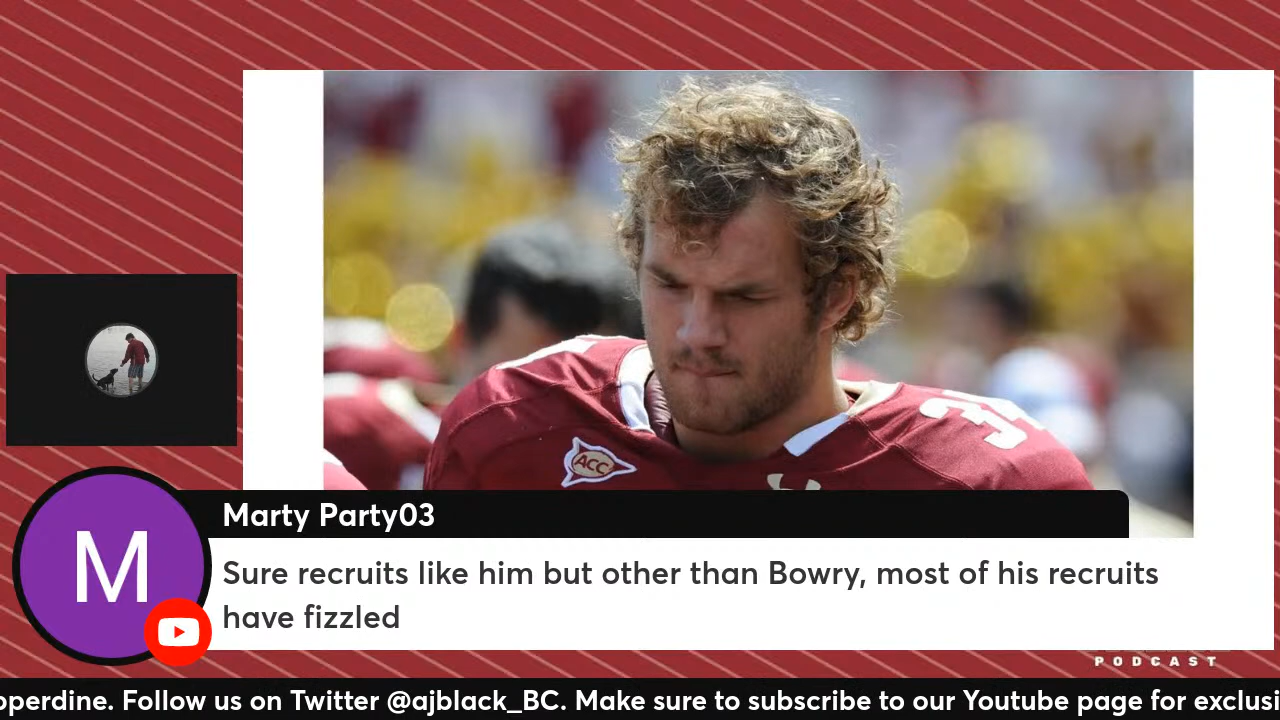 ACC
Marty Party03
M
Sure recruits like him but other than Bowry, most of his recruits
have fizzled
PODCAST
pperdine. Follow us on Twitter @ajblack_BC. Make sure to subscribe to our Youtube page for exclusi